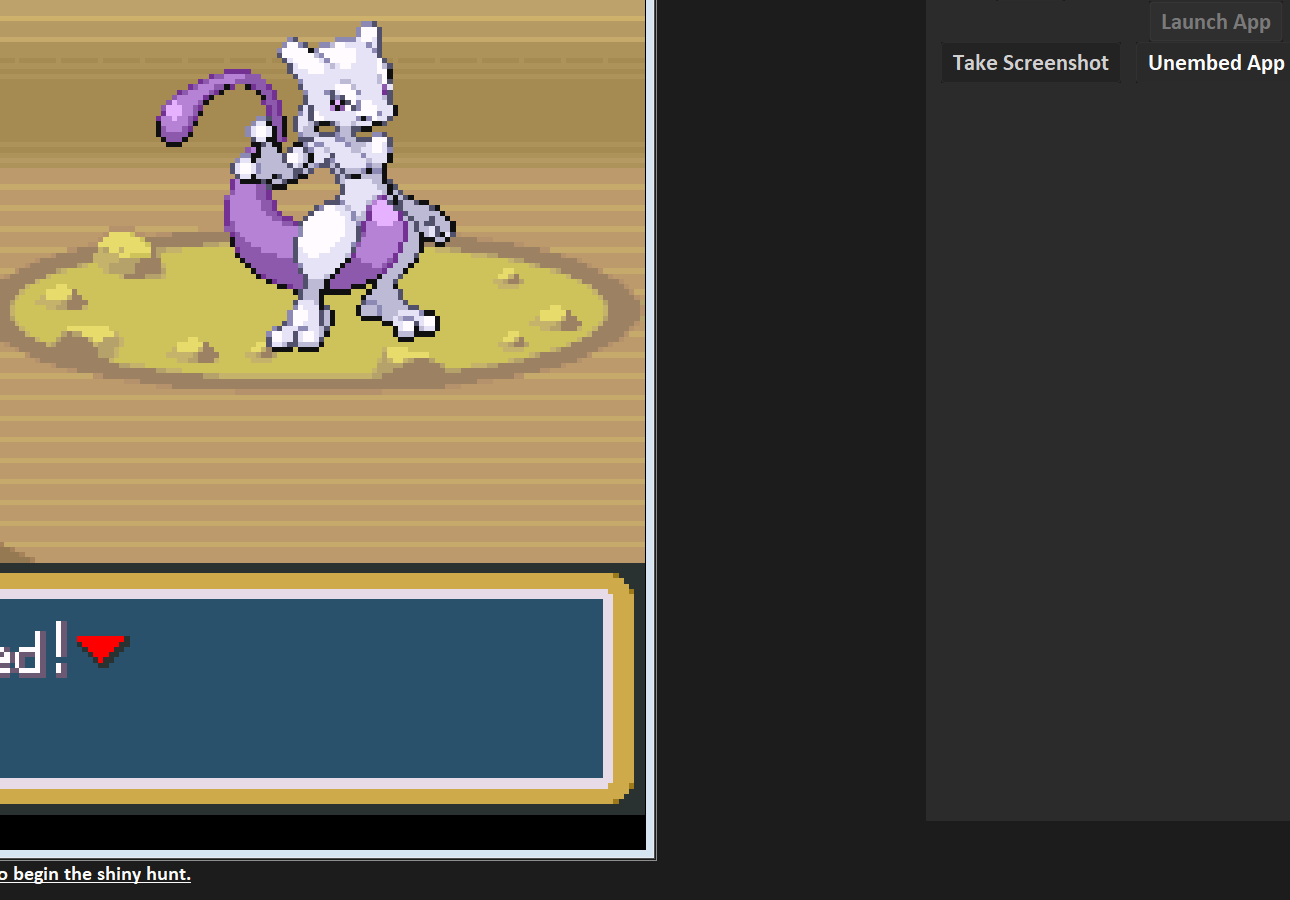 Launch App
Take Screenshot
Unembed App
ed!
o begin the shiny hunt.